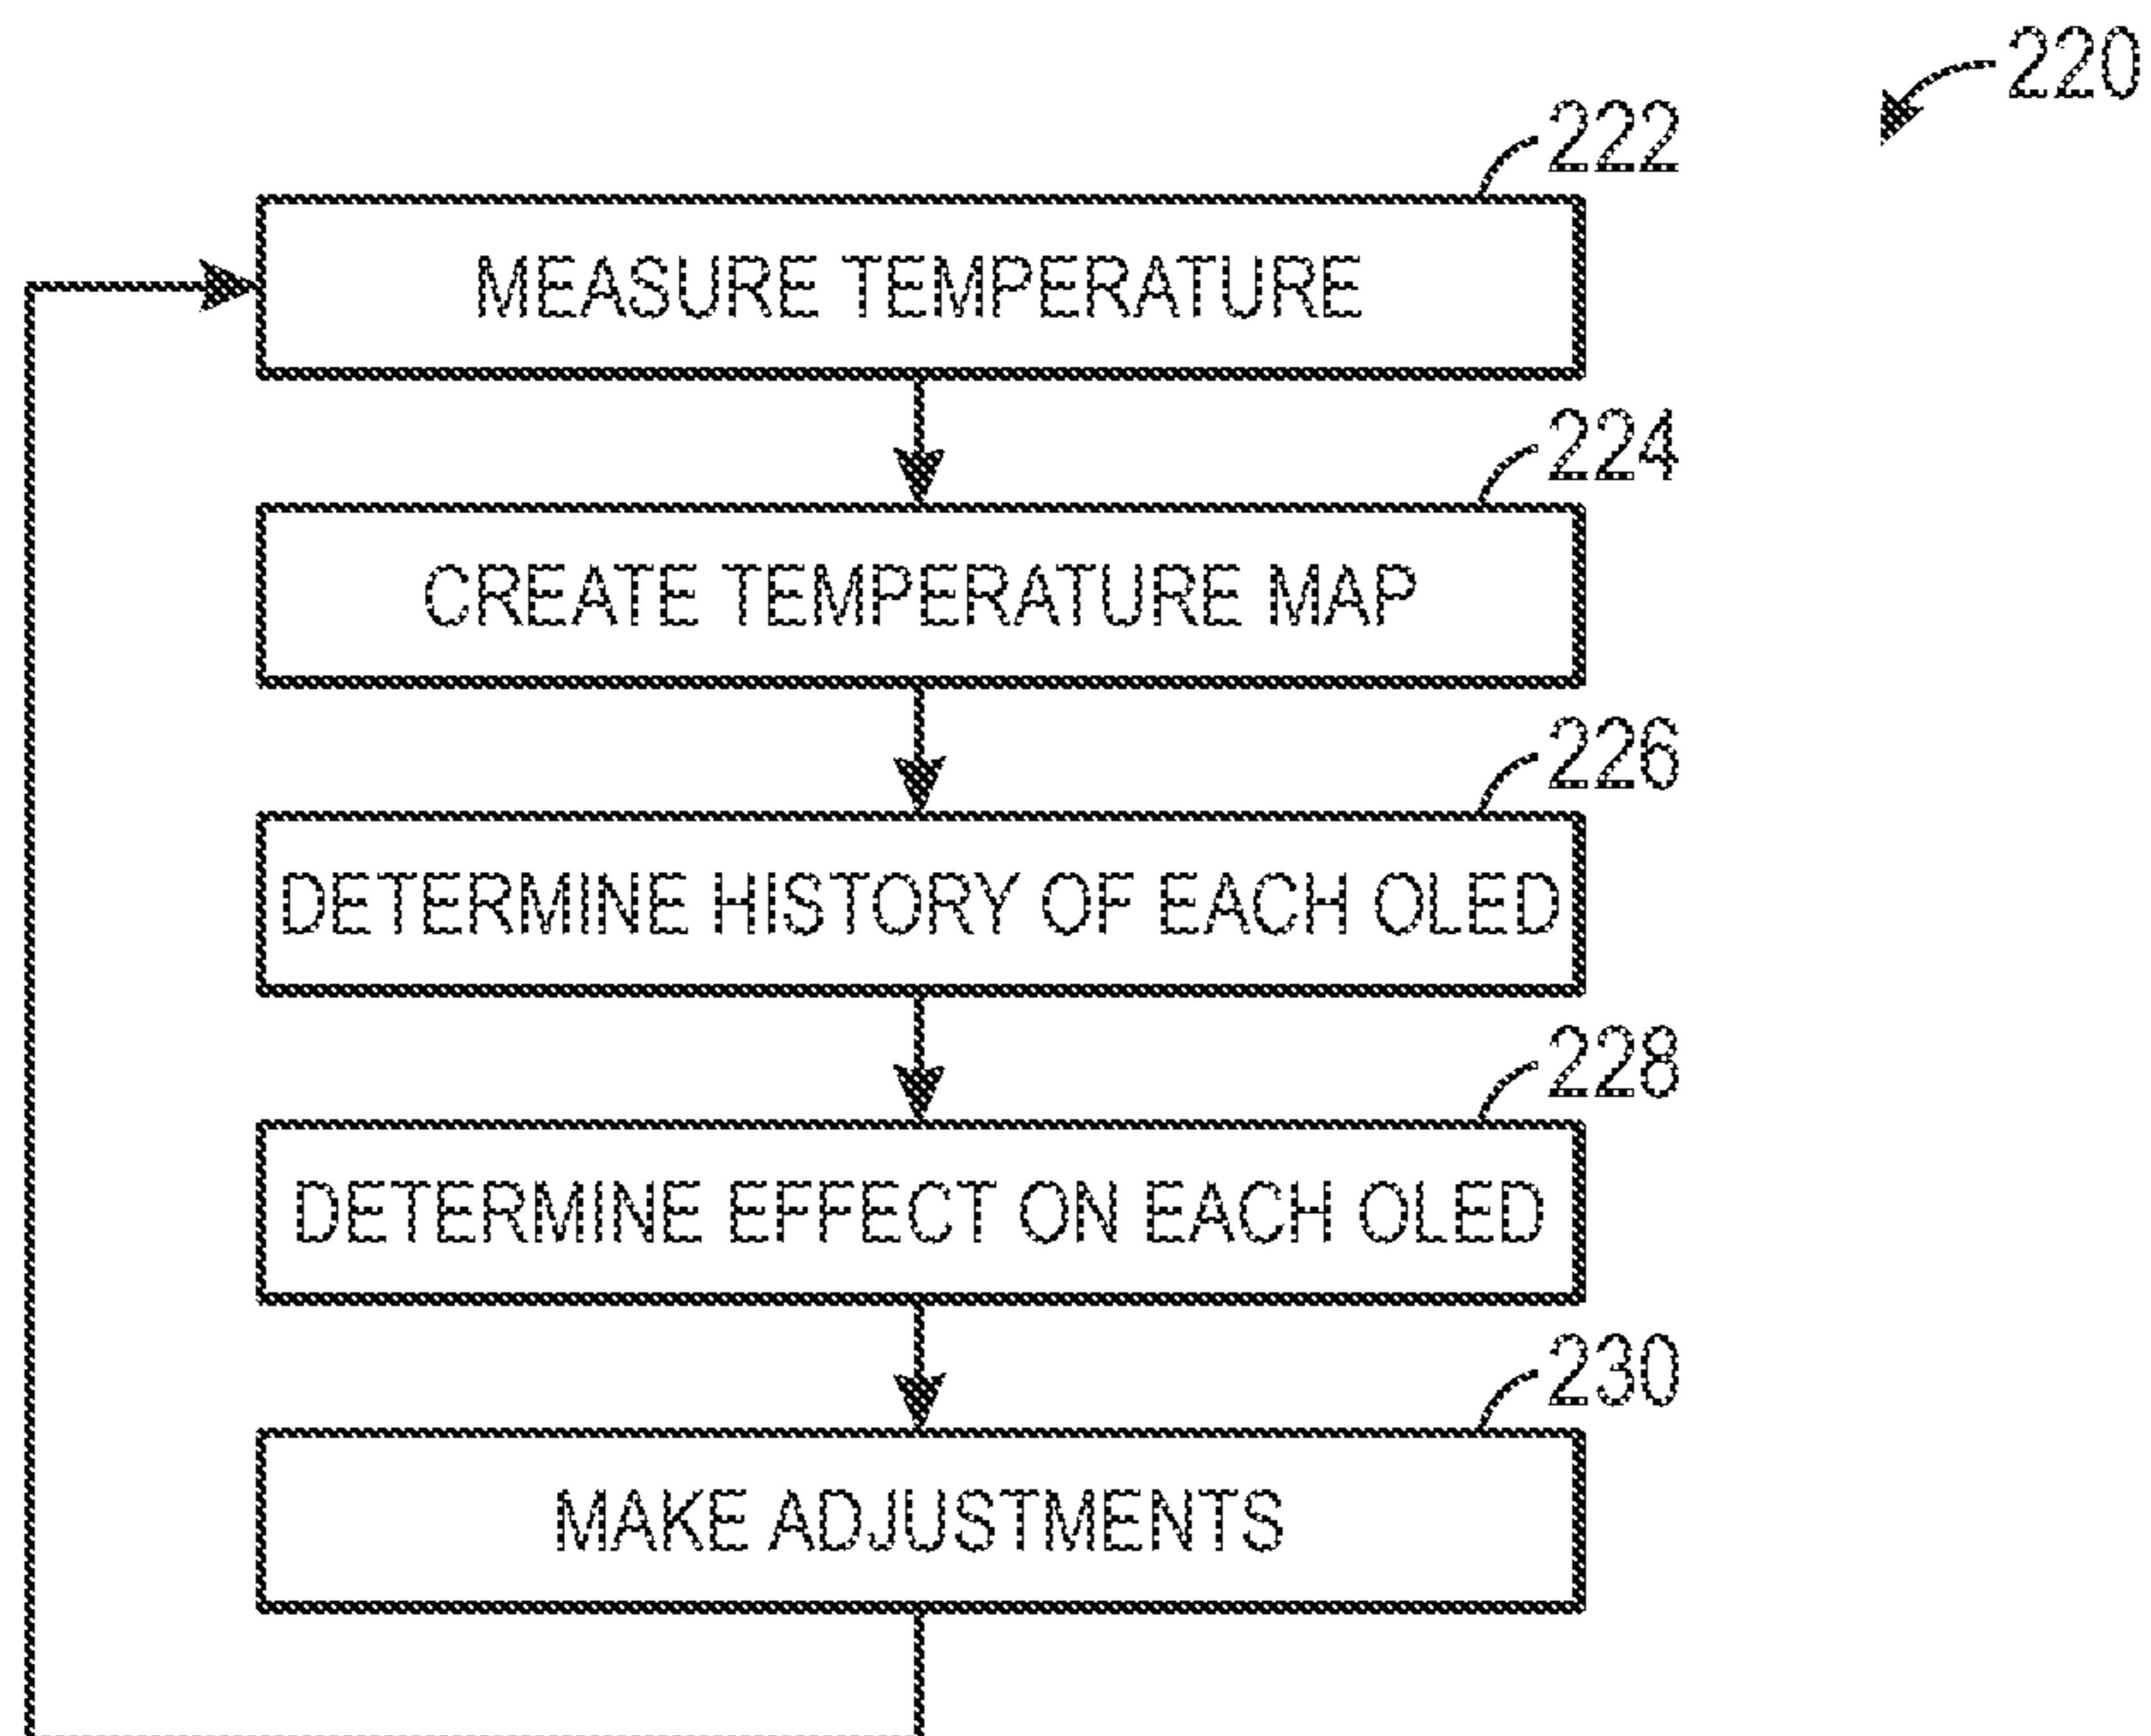 220
222
MEASURE TEMPERATURE
224
CREATE TEMPERATURE MAP
226
DETERMINE HISTORY OF EACH OLED
228
DETERMINE EFFECT ON EACH OLED
230
MAKE ADJUSTMENTS